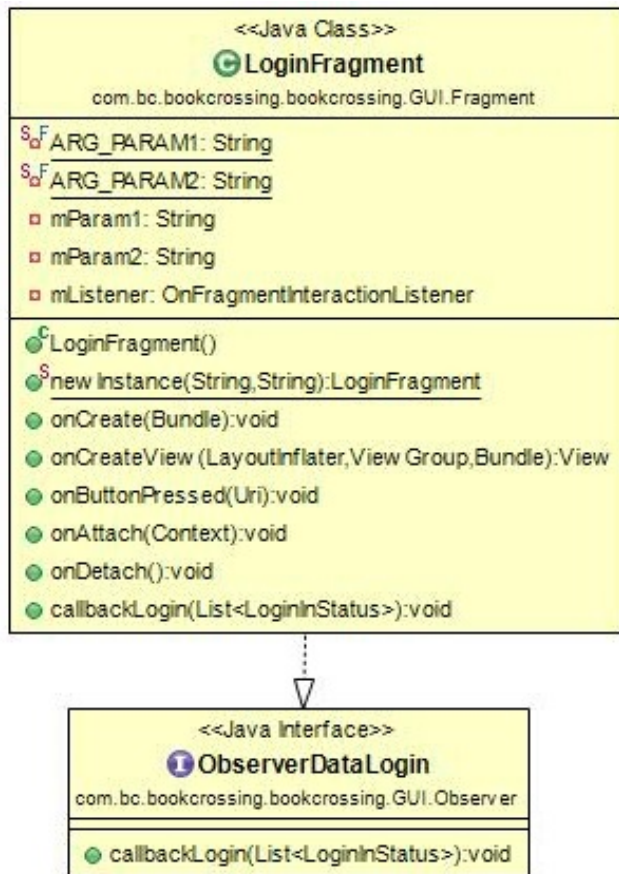 <<Java Class>>
LoginFragment
com.bc.bookcrossing.bookcrossing.GUI.Fragment
ARG_PARAM1: String
ARG_PARAM2: String
mParam1: String
mParam2: String
mListener: OnFragmentInteractionListener
LoginFragment()
newInstance(String,String):LoginFragment
onCreate(Bundle):void
onCreateView(LayoutInflater,ViewGroup,Bundle):View
onButtonPressed(Uri):void
onAttach(Context):void
onDetach():void
callbackLogin(List<LoginInStatus>):void
<<Java Interface>>
ObserverDataLogin
com.bc.bookcrossing.bookcrossing.GUI.Observer
callbackLogin(List<LoginInStatus>):void